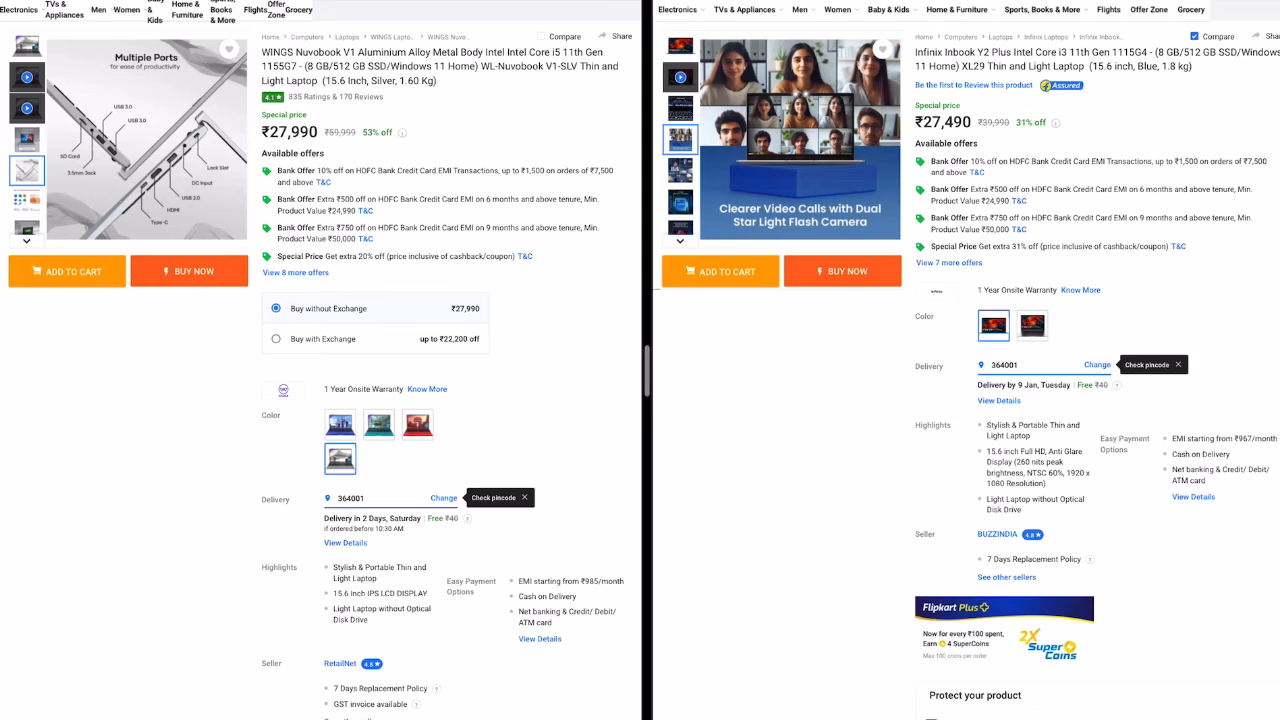 Electronics
TVs & Appliances
Men
Women
Baby & Kids
Home & Furniture
Sports, Books & More
Flights
Offer Zone
Grocery
Home
Computers
Laptops
WINGS Lapto..
WINGS Nuvo...
Compare
Share
WINGS Nuvobook V1 Aluminium Alloy Metal Body Intel Intel Core i5 11th Gen
1155G7 - (8 GB/512 GB SSD/Windows 11 Home) WL-Nuvobook V1-SLV Thin and
Light Laptop (15.6 Inch, Silver, 1.60 Kg)
4.1★ 835 Ratings & 170 Reviews
Special price
₹27,990 ₹59,999 53% off
Available offers
Bank Offer 10% off on HDFC Bank Credit Card EMI Transactions, up to ₹1,500 on orders of ₹7,500
and above T&C
Bank Offer Extra ₹500 off on HDFC Bank Credit Card EMI on 6 months and above tenure, Min.
Product Value ₹24,990 T&C
Bank Offer Extra ₹750 off on HDFC Bank Credit Card EMI on 9 months and above tenure, Min.
Product Value ₹50,000 T&C
Special Price Get extra 20% off (price inclusive of cashback/coupon) T&C
View 8 more offers
Multiple Ports
for ease of productivity
USB 3.0
USB 3.0
SD Card
3.5mm Jack
Lock Slot
DC Input
USB 2.0
HDMI
Type-C
ADD TO CART
BUY NOW
Buy without Exchange ₹27,990
Buy with Exchange up to ₹22,200 off
1 Year Onsite Warranty Know More
Color
Delivery
364001
Change
Check pincode
Delivery in 2 Days, Saturday | Free ₹40 ?
if ordered before 10:30 AM
View Details
Highlights
Stylish & Portable Thin and
Light Laptop
15.6 Inch IPS LCD DISPLAY
Light Laptop without Optical
Disk Drive
Easy Payment
Options
EMI starting from ₹985/month
Cash on Delivery
Net banking & Credit/ Debit/
ATM card
View Details
Seller
RetailNet 4.8★
7 Days Replacement Policy ?
GST invoice available ?
Electronics
TVs & Appliances
Men
Women
Baby & Kids
Home & Furniture
Sports, Books & More
Flights
Offer Zone
Grocery
Home
Computers
Laptops
Infinix Laptops
Infinix Inbook..
Compare
Share
Infinix Inbook Y2 Plus Intel Core i3 11th Gen 1115G4 - (8 GB/512 GB SSD/Windows
11 Home) XL29 Thin and Light Laptop (15.6 inch, Blue, 1.8 kg)
Be the first to Review this product Assured
Special price
₹27,490 ₹39,990 31% off
Available offers
Bank Offer 10% off on HDFC Bank Credit Card EMI Transactions, up to ₹1,500 on orders of ₹7,500
and above T&C
Bank Offer Extra ₹500 off on HDFC Bank Credit Card EMI on 6 months and above tenure, Min.
Product Value ₹24,990 T&C
Bank Offer Extra ₹750 off on HDFC Bank Credit Card EMI on 9 months and above tenure, Min.
Product Value ₹50,000 T&C
Special Price Get extra 31% off (price inclusive of cashback/coupon) T&C
View 7 more offers
Clearer Video Calls with Dual
Star Light Flash Camera
ADD TO CART
BUY NOW
Infinix
1 Year Onsite Warranty Know More
Color
Delivery
364001
Change
Check pincode
Delivery by 9 Jan, Tuesday | Free ₹40 ?
View Details
Highlights
Stylish & Portable Thin and
Light Laptop
15.6 inch Full HD, Anti Glare
Display (260 nits peak
brightness, NTSC 60%, 1920 x
1080 Resolution)
Light Laptop without Optical
Disk Drive
Easy Payment
Options
EMI starting from ₹967/month
Cash on Delivery
Net banking & Credit/ Debit/
ATM card
View Details
Seller
BUZZINDIA 4.8★
7 Days Replacement Policy ?
See other sellers
Flipkart Plus
Now for every ₹100 spent,
Earn 4 SuperCoins
Max 100 coins per order
2X
Super
Coins
Protect your product